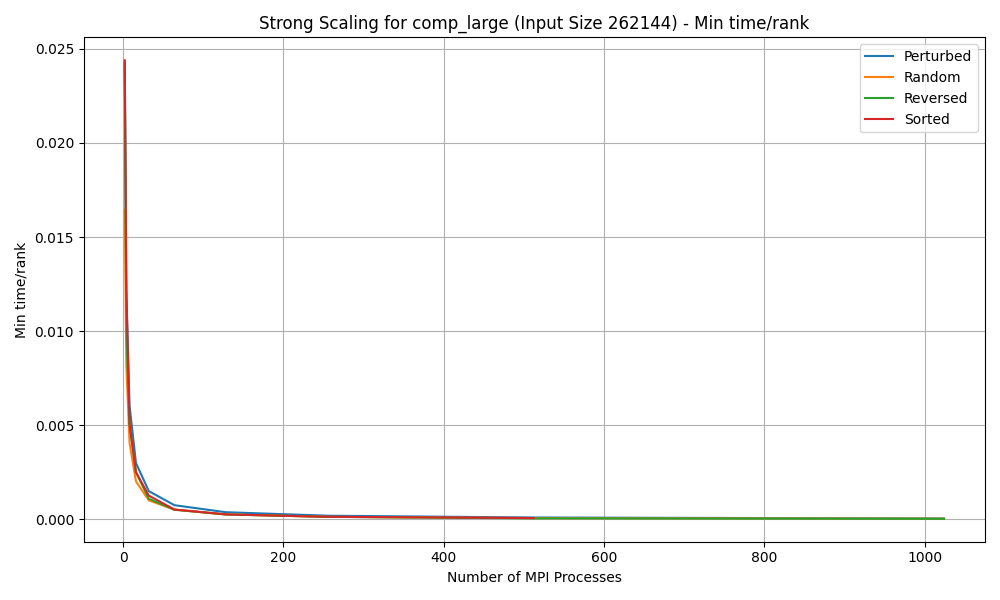 Strong Scaling for comp_large (Input Size 262144) - Min time/rank
Perturbed
Random
Reversed
Sorted
Min time/rank
0.025
0.020
0.015
0.010
0.005
0.000
0
200
400
600
800
1000
Number of MPI Processes